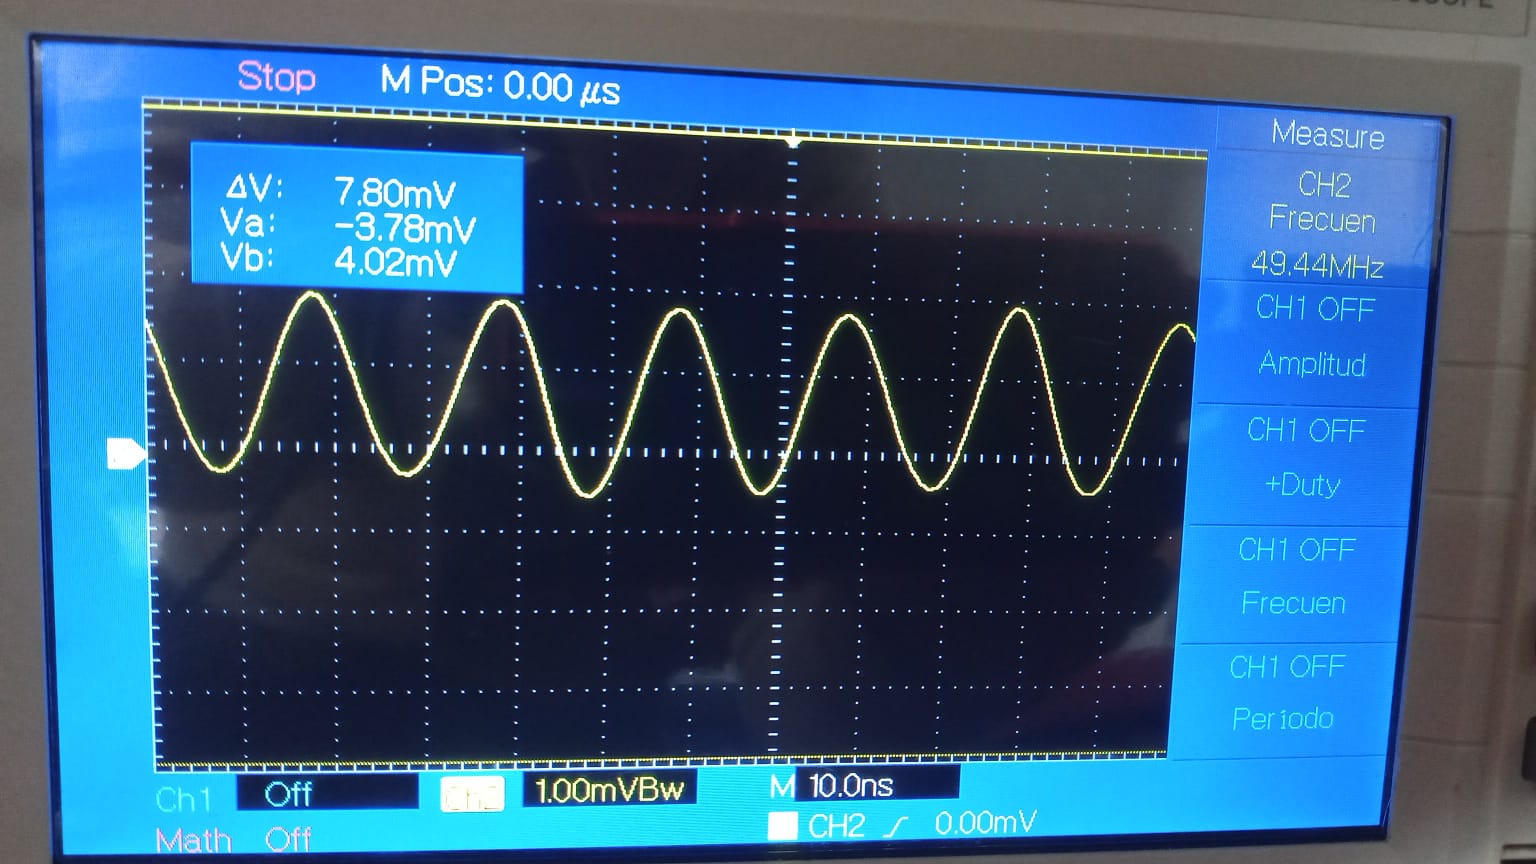 Stop M Pos: 0.00 µs
ΔV: 7.80mV
Va: -3.78mV
Vb: 4.02mV
Measure
CH2
Frecuen
49.44MHz
CH1 OFF
Amplitud
CH1 OFF
+Duty
CH1 OFF
Frecuen
CH1 OFF
Periodo
Ch1 Off Ch2 1.00mVBw M 10.0ns
Math Off CH2 0.00mV